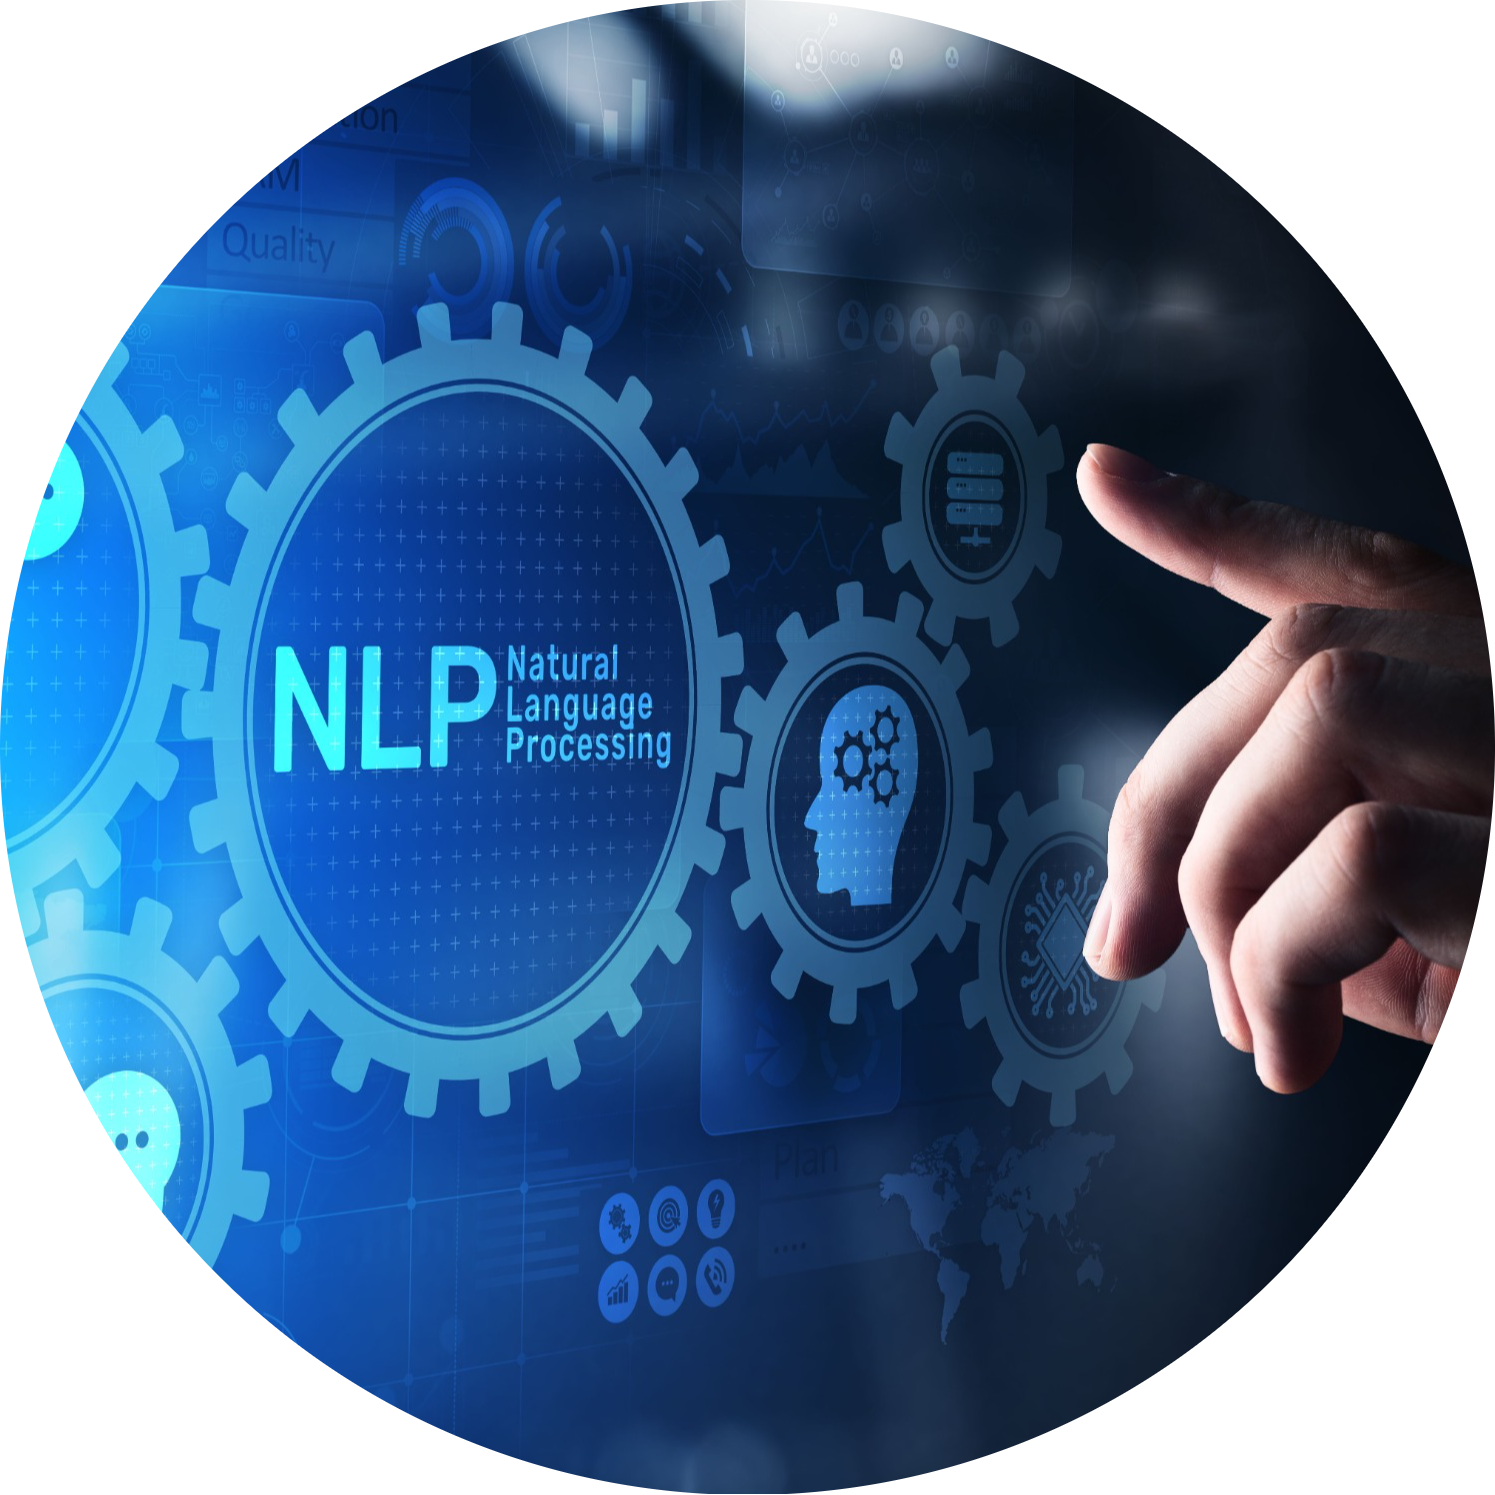 Quality
NLP
Natural
Language
Processing
Plan